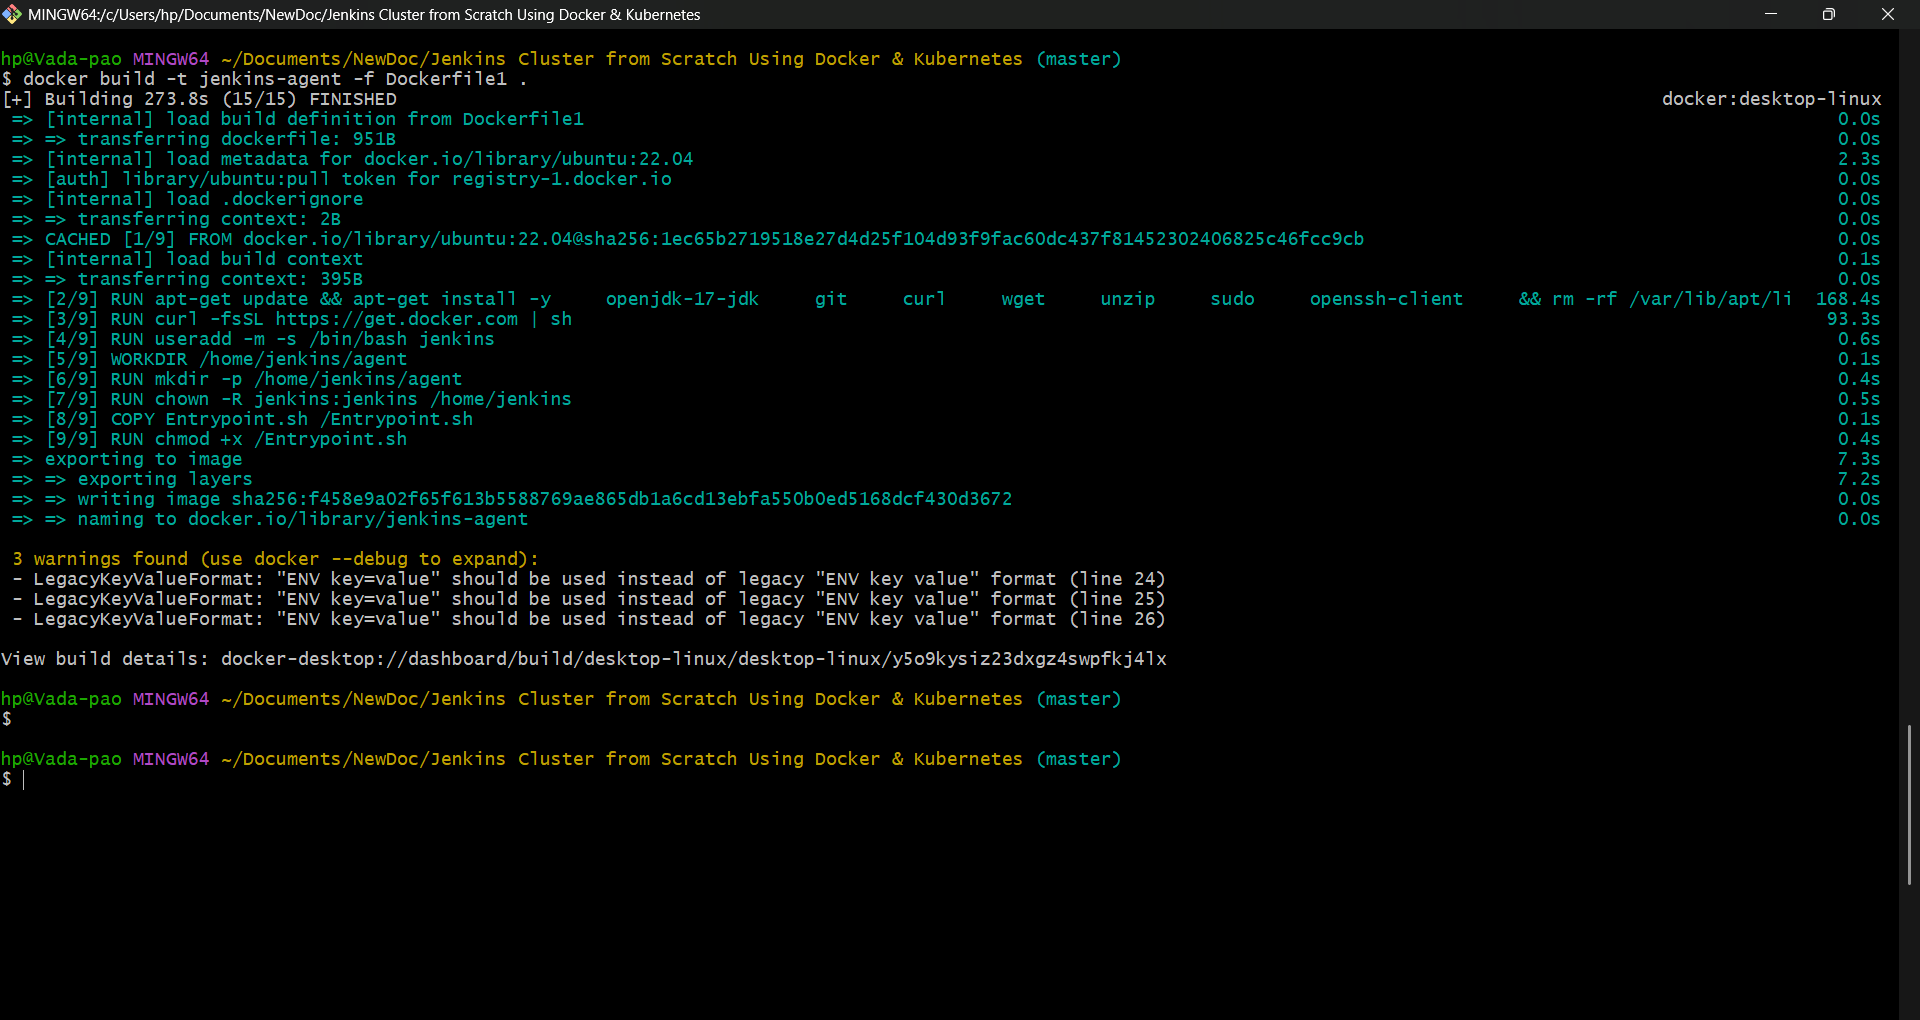 MINGW64:/c/Users/hp/Documents/NewDoc/Jenkins Cluster from Scratch Using Docker & Kubernetes
hp@Vada-pao MINGW64 ~/Documents/NewDoc/Jenkins Cluster from Scratch Using Docker & Kubernetes (master)
$ docker build -t jenkins-agent -f Dockerfile1 .
[+] Building 273.8s (15/15) FINISHED docker:desktop-linux
=> [internal] load build definition from Dockerfile1 0.0s
=> => transferring dockerfile: 951B 0.0s
=> [internal] load metadata for docker.io/library/ubuntu:22.04 2.3s
=> [auth] library/ubuntu:pull token for registry-1.docker.io 0.0s
=> [internal] load .dockerignore 0.0s
=> => transferring context: 2B 0.0s
=> CACHED [1/9] FROM docker.io/library/ubuntu:22.04@sha256:1ec65b2719518e27d4d25f104d93f9fac60dc437f81452302406825c46fcc9cb 0.0s
=> [internal] load build context 0.1s
=> => transferring context: 395B 0.0s
=> [2/9] RUN apt-get update && apt-get install -y openjdk-17-jdk git curl wget unzip sudo openssh-client && rm -rf /var/lib/apt/li 168.4s
=> [3/9] RUN curl -fsSL https://get.docker.com | sh 93.3s
=> [4/9] RUN useradd -m -s /bin/bash jenkins 0.6s
=> [5/9] WORKDIR /home/jenkins/agent 0.1s
=> [6/9] RUN mkdir -p /home/jenkins/agent 0.4s
=> [7/9] RUN chown -R jenkins:jenkins /home/jenkins 0.5s
=> [8/9] COPY Entrypoint.sh /Entrypoint.sh 0.1s
=> [9/9] RUN chmod +x /Entrypoint.sh 0.4s
=> exporting to image 7.3s
=> => exporting layers 7.2s
=> => writing image sha256:f458e9a02f65f613b5588769ae865db1a6cd13ebfa550b0ed5168dcf430d3672 0.0s
=> => naming to docker.io/library/jenkins-agent 0.0s
3 warnings found (use docker --debug to expand):
- LegacyKeyValueFormat: "ENV key=value" should be used instead of legacy "ENV key value" format (line 24)
- LegacyKeyValueFormat: "ENV key=value" should be used instead of legacy "ENV key value" format (line 25)
- LegacyKeyValueFormat: "ENV key=value" should be used instead of legacy "ENV key value" format (line 26)
View build details: docker-desktop://dashboard/build/desktop-linux/desktop-linux/y5o9kysiz23dxgz4swpfkj4lx
hp@Vada-pao MINGW64 ~/Documents/NewDoc/Jenkins Cluster from Scratch Using Docker & Kubernetes (master)
$
hp@Vada-pao MINGW64 ~/Documents/NewDoc/Jenkins Cluster from Scratch Using Docker & Kubernetes (master)
$